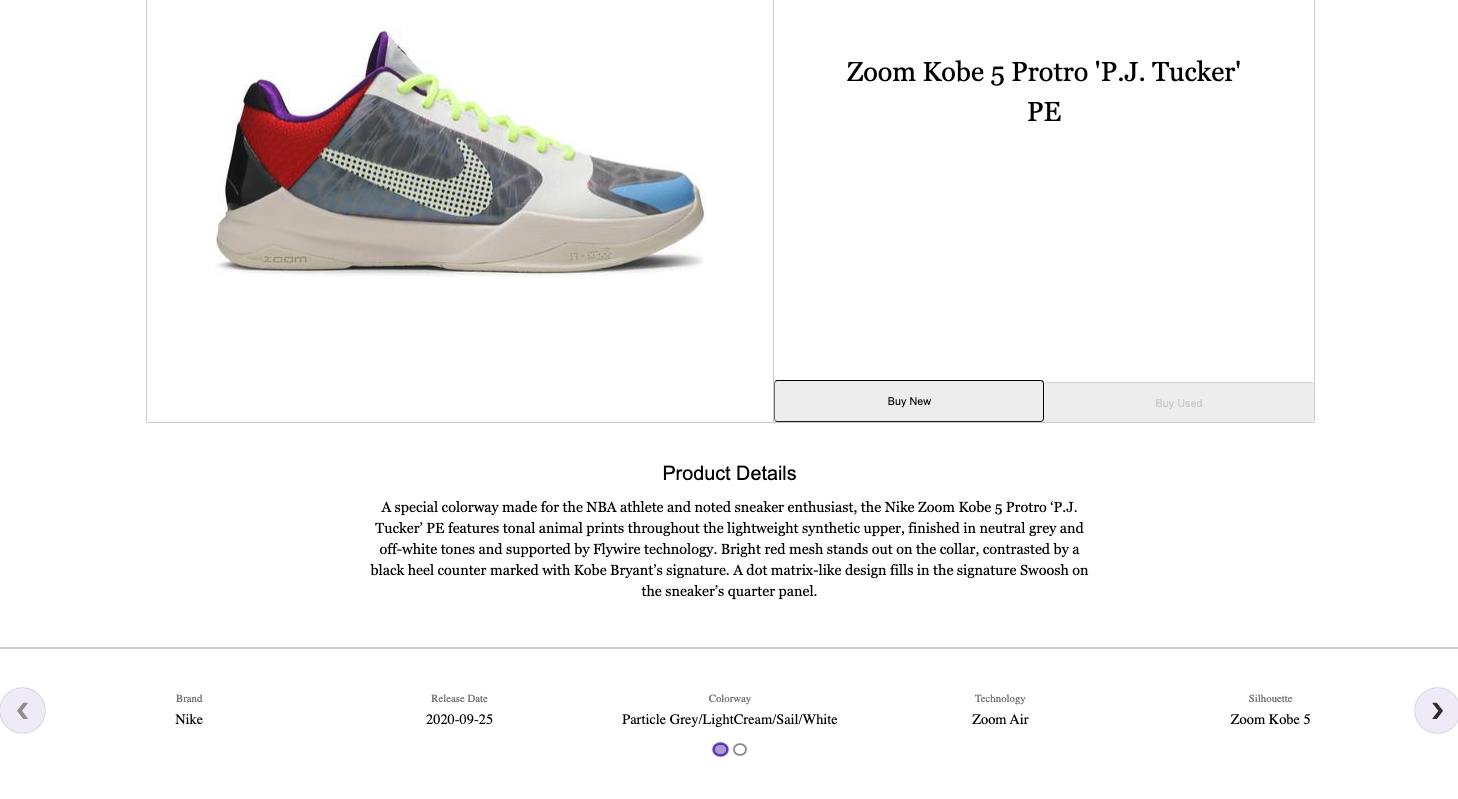 Zoom Kobe 5 Protro 'P.J. Tucker'
PE
zoom
Buy New
Buy Used
Product Details
A special colorway made for the NBA athlete and noted sneaker enthusiast, the Nike Zoom Kobe 5 Protro ‘P.J.
Tucker’ PE features tonal animal prints throughout the lightweight synthetic upper, finished in neutral grey and
off-white tones and supported by Flywire technology. Bright red mesh stands out on the collar, contrasted by a
black heel counter marked with Kobe Bryant’s signature. A dot matrix-like design fills in the signature Swoosh on
the sneaker’s quarter panel.
Brand
Release Date
Colorway
Technology
Silhouette
Nike
2020-09-25
Particle Grey/LightCream/Sail/White
Zoom Air
Zoom Kobe 5